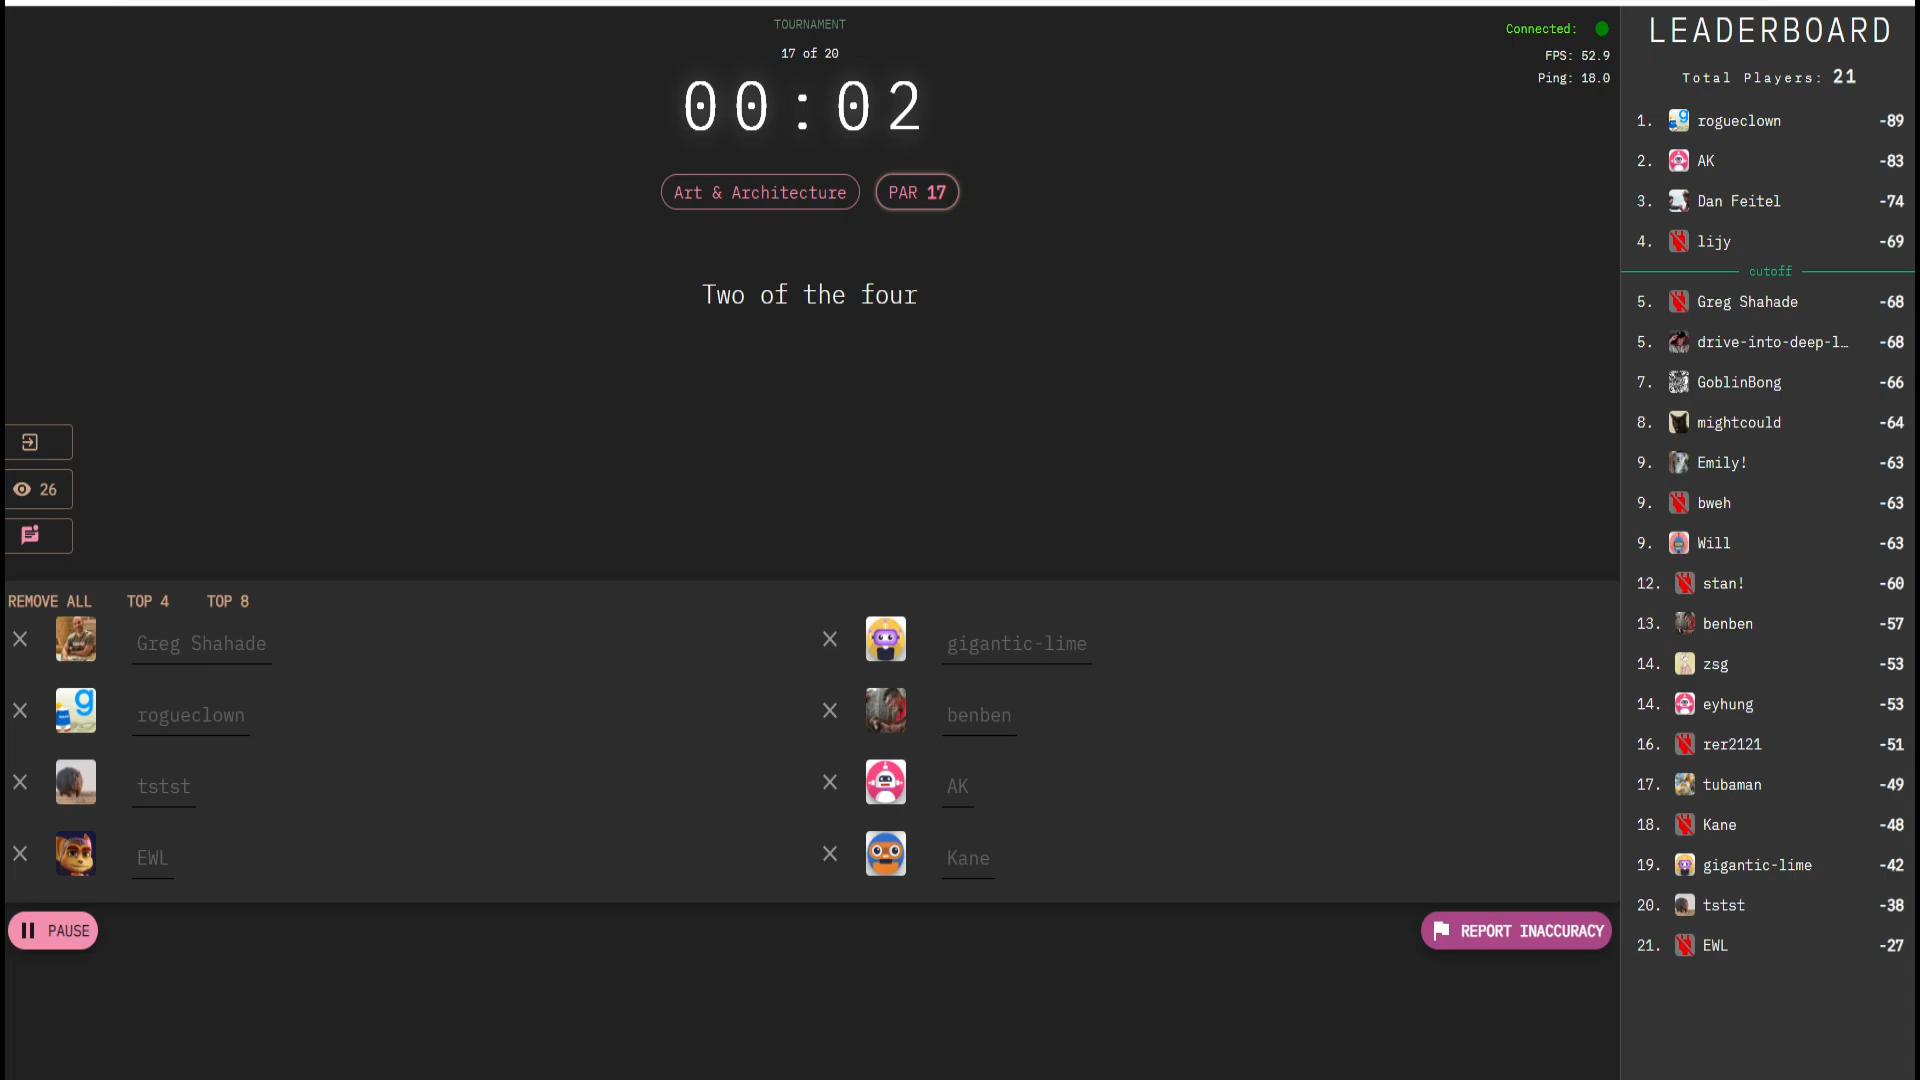 TOURNAMENT
17 of 20
00:02
Art & Architecture
PAR 17
Two of the four
Connected:
FPS: 52.9
Ping: 18.0
26
REMOVE ALL
TOP 4
TOP 8
Greg Shahade
gigantic-lime
rogueclown
benben
tstst
AK
EWL
Kane
PAUSE
REPORT INACCURACY
LEADERBOARD
Total Players: 21
1. rogueclown -89
2. AK -83
3. Dan Feitel -74
4. lijy -69
cutoff
5. Greg Shahade -68
5. drive-into-deep-l… -68
7. GoblinBong -66
8. mightcould -64
9. Emily! -63
9. bweh -63
9. Will -63
12. stan! -60
13. benben -57
14. zsg -53
14. eyhung -53
16. rer2121 -51
17. tubaman -49
18. Kane -48
19. gigantic-lime -42
20. tstst -38
21. EWL -27